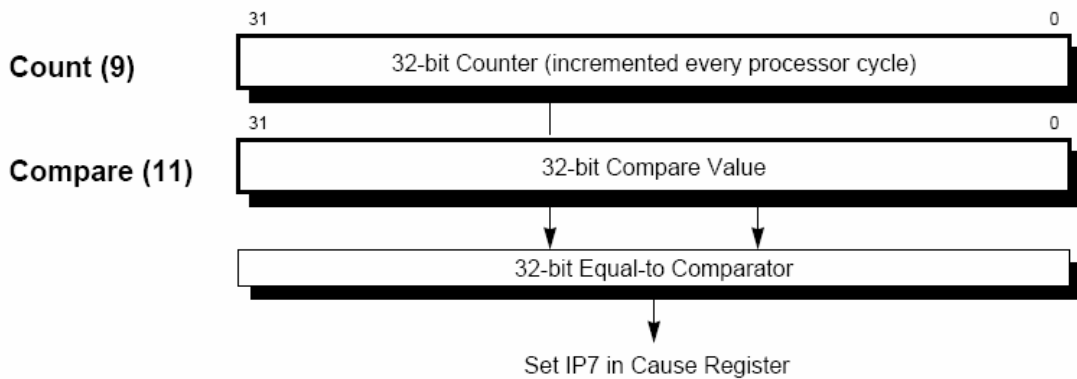 31 0
Count (9) 32-bit Counter (incremented every processor cycle)
31 0
Compare (11) 32-bit Compare Value
32-bit Equal-to Comparator
Set IP7 in Cause Register